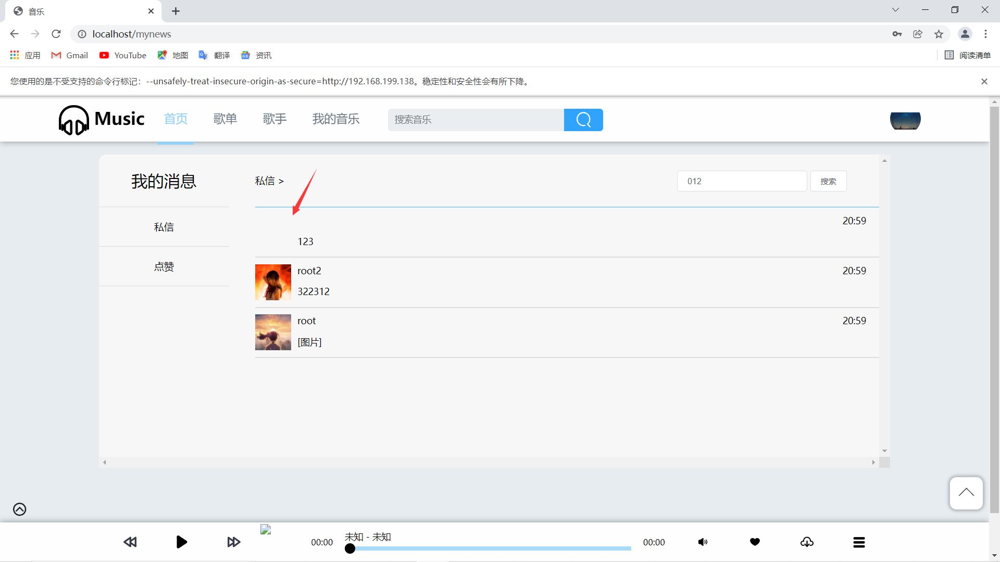 音乐
localhost/mynews
应用 Gmail YouTube 地图 翻译 资讯 阅读清单
您使用的是不受支持的命令行标记：--unsafely-treat-insecure-origin-as-secure=http://192.168.199.138。稳定性和安全性会有所下降。
Music 首页 歌单 歌手 我的音乐 搜索音乐
我的消息
私信
点赞
私信 > 012 搜索
20:59
123
root2 20:59
322312
root 20:59
[图片]
00:00 未知 - 未知 00:00